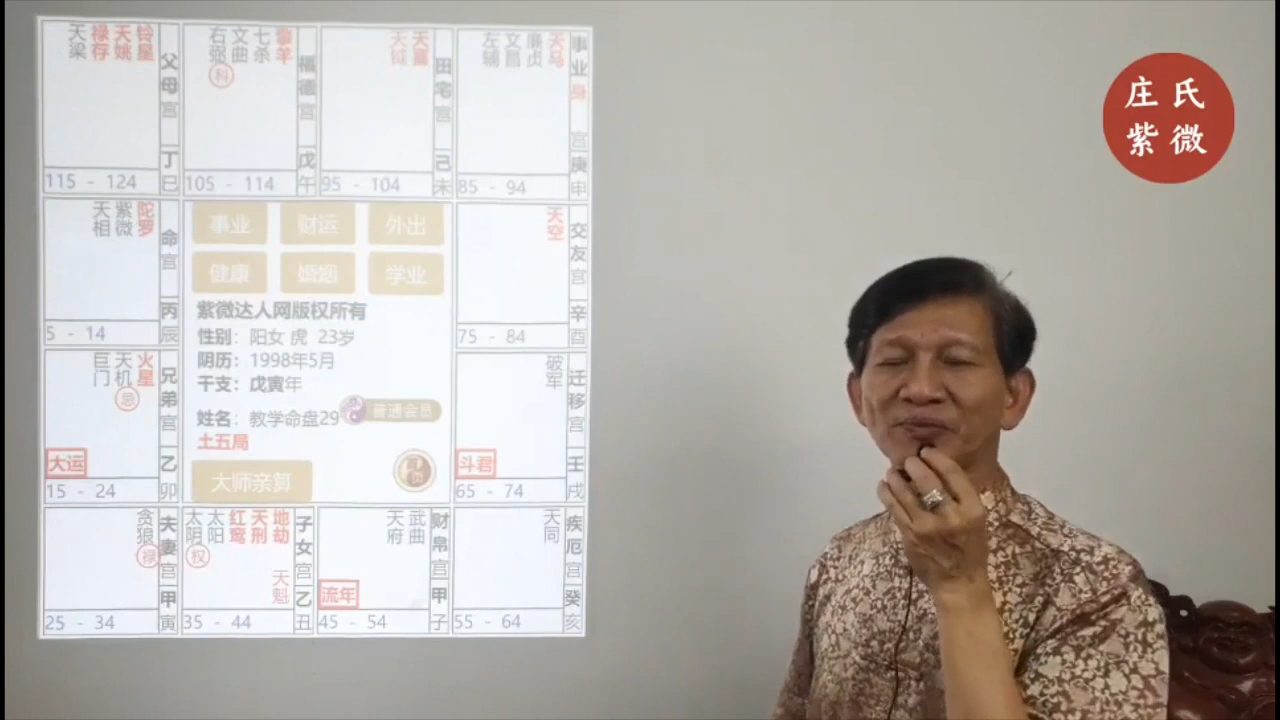 天梁
禄存
天姚
铃星
父母宫
丁巳
115 - 124
右弼
科
文曲
七杀
擎羊
福德宫
戊午
105 - 114
天钺
天喜
田宅宫
己未
95 - 104
左辅
文昌
廉贞
天马
事业身宫
庚申
85 - 94
天相
紫微
陀罗
命宫
丙辰
5 - 14
事业 财运 外出
健康 婚姻 学业
紫微达人网版权所有
性别：阳女 虎 23岁
阴历：1998年5月
干支：戊寅年
姓名：教学命盘29
普通会员
土五局
大师亲算
天空
交友宫
辛酉
75 - 84
巨门
天机
忌
火星
兄弟宫
乙卯
大运
15 - 24
破军
迁移宫
壬戌
斗君
65 - 74
贪狼
禄
夫妻宫
甲寅
25 - 34
太阴
权
太阳
红鸾
天刑
地劫
天魁
子女宫
乙丑
35 - 44
天府
武曲
财帛宫
甲子
流年
45 - 54
天同
疾厄宫
癸亥
55 - 64
庄氏
紫微